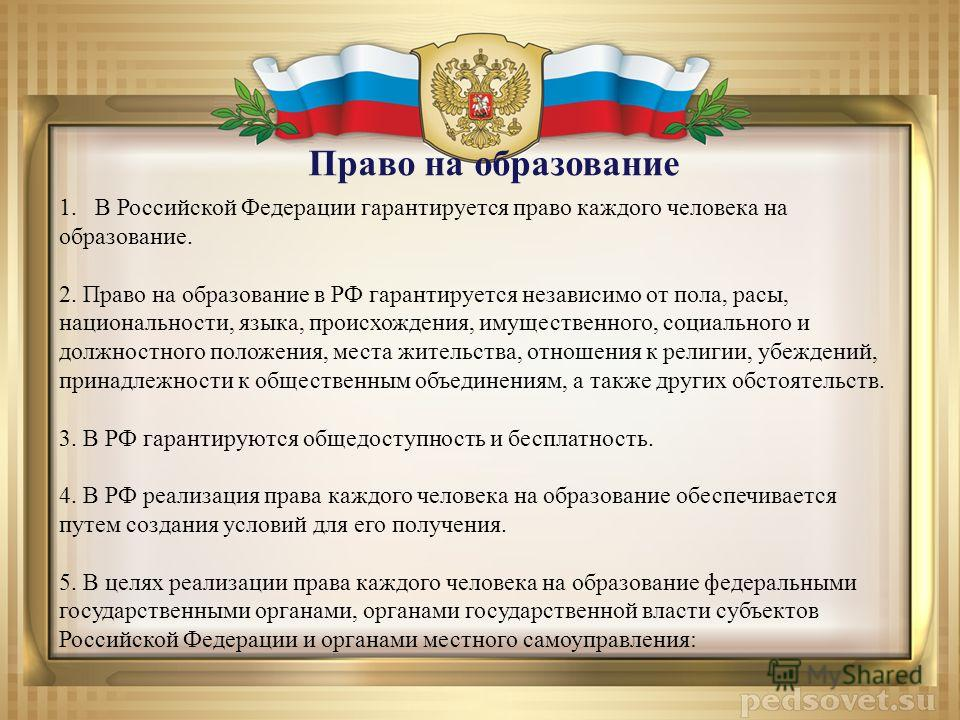 Право на образование
1. В Российской Федерации гарантируется право каждого человека на
образование.
2. Право на образование в РФ гарантируется независимо от пола, расы,
национальности, языка, происхождения, имущественного, социального и
должностного положения, места жительства, отношения к религии, убеждений,
принадлежности к общественным объединениям, а также других обстоятельств.
3. В РФ гарантируются общедоступность и бесплатность.
4. В РФ реализация права каждого человека на образование обеспечивается
путем создания условий для его получения.
5. В целях реализации права каждого человека на образование федеральными
государственными органами, органами государственной власти субъектов
Российской Федерации и органами местного самоуправления:
MyShared
pedsovet.su